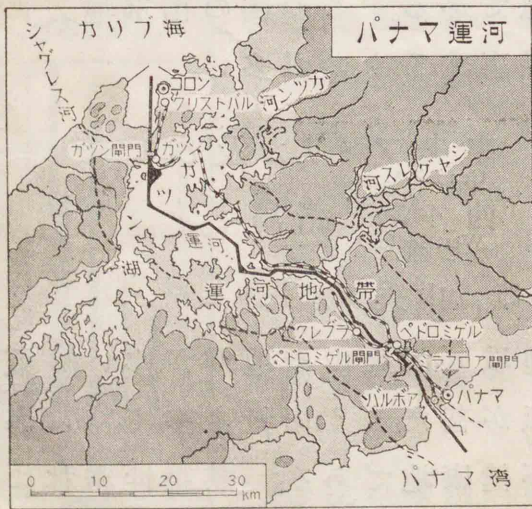 パナマ運河
カリブ海
シャグレス河
コロン
クリストバル
ガツン河
ガツン閘門
ガツン
シャグレス河
ガツン湖
運河
運河地帯
クレブラ
ペドロミゲル
ペドロミゲル閘門
ミラフロア閘門
バルボア
パナマ
パナマ湾
0 10 20 30
km